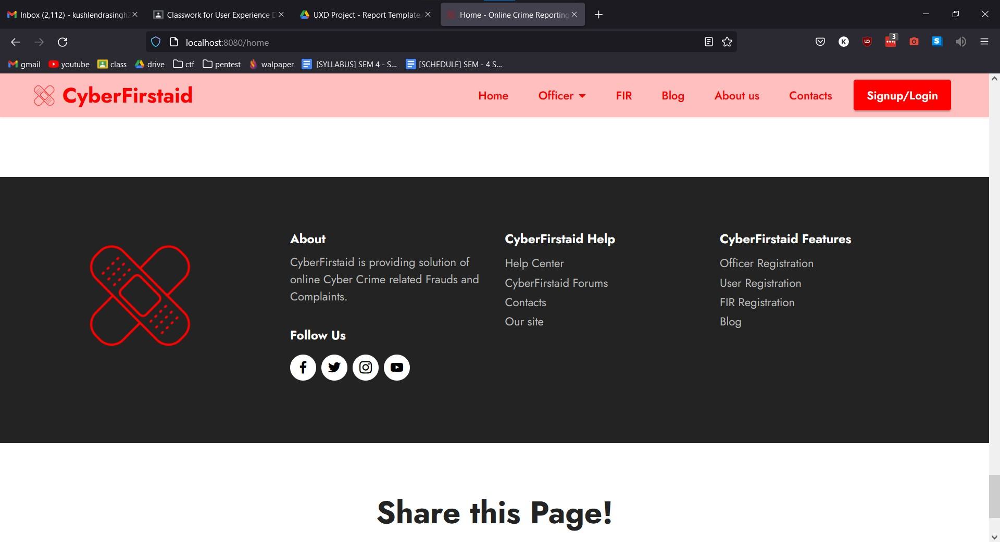 Inbox (2,112) - kushlendrasingh2
Classwork for User Experience D
UXD Project - Report Template.
Home - Online Crime Reporting
localhost:8080/home
3
gmail
youtube
class
drive
ctf
pentest
walpaper
[SYLLABUS] SEM 4 - S...
[SCHEDULE] SEM - 4 S...
CyberFirstaid
Home
Officer
FIR
Blog
About us
Contacts
Signup/Login
About
CyberFirstaid is providing solution of
online Cyber Crime related Frauds and
Complaints.
Follow Us
CyberFirstaid Help
Help Center
CyberFirstaid Forums
Contacts
Our site
CyberFirstaid Features
Officer Registration
User Registration
FIR Registration
Blog
Share this Page!